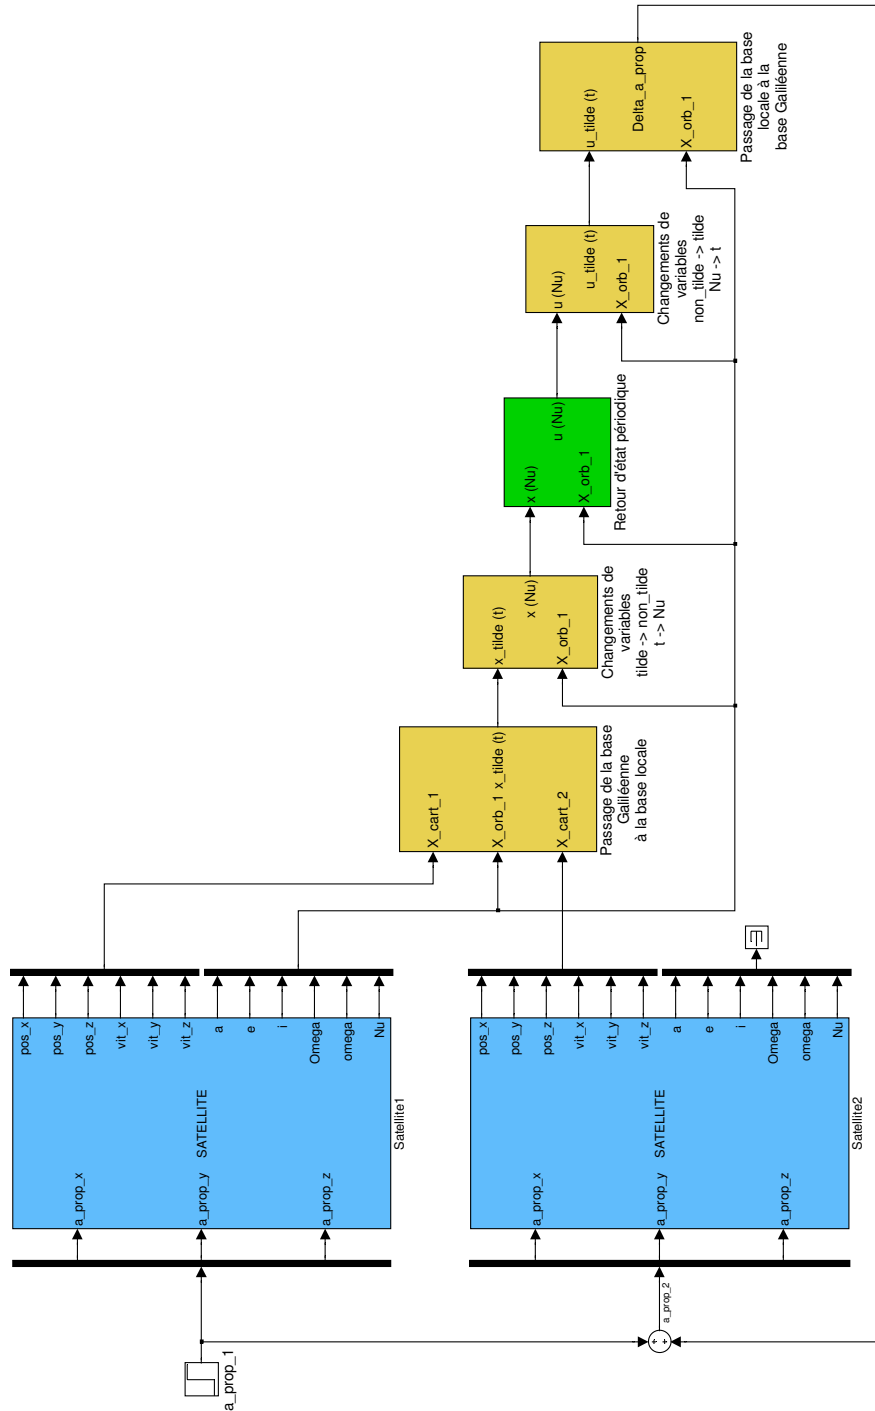 a_prop_1
a_prop_x
a_prop_y
a_prop_z
SATELLITE
pos_x
pos_y
pos_z
vit_x
vit_y
vit_z
a
e
i
Omega
omega
Nu
Satellite1
a_prop_2
a_prop_x
a_prop_y
a_prop_z
SATELLITE
pos_x
pos_y
pos_z
vit_x
vit_y
vit_z
a
e
i
Omega
omega
Nu
Satellite2
X_cart_1
X_orb_1
X_cart_2
x_tilde (t)
Passage de la base
Galiléenne
à la base locale
x_tilde (t)
X_orb_1
x (Nu)
Changements de
variables
tilde -> non_tilde
t -> Nu
x (Nu)
X_orb_1
u (Nu)
Retour d'état périodique
u (Nu)
X_orb_1
u_tilde (t)
Changements de
variables
non_tilde -> tilde
Nu -> t
u_tilde (t)
X_orb_1
Delta_a_prop
Passage de la base
locale à la
base Galiléenne